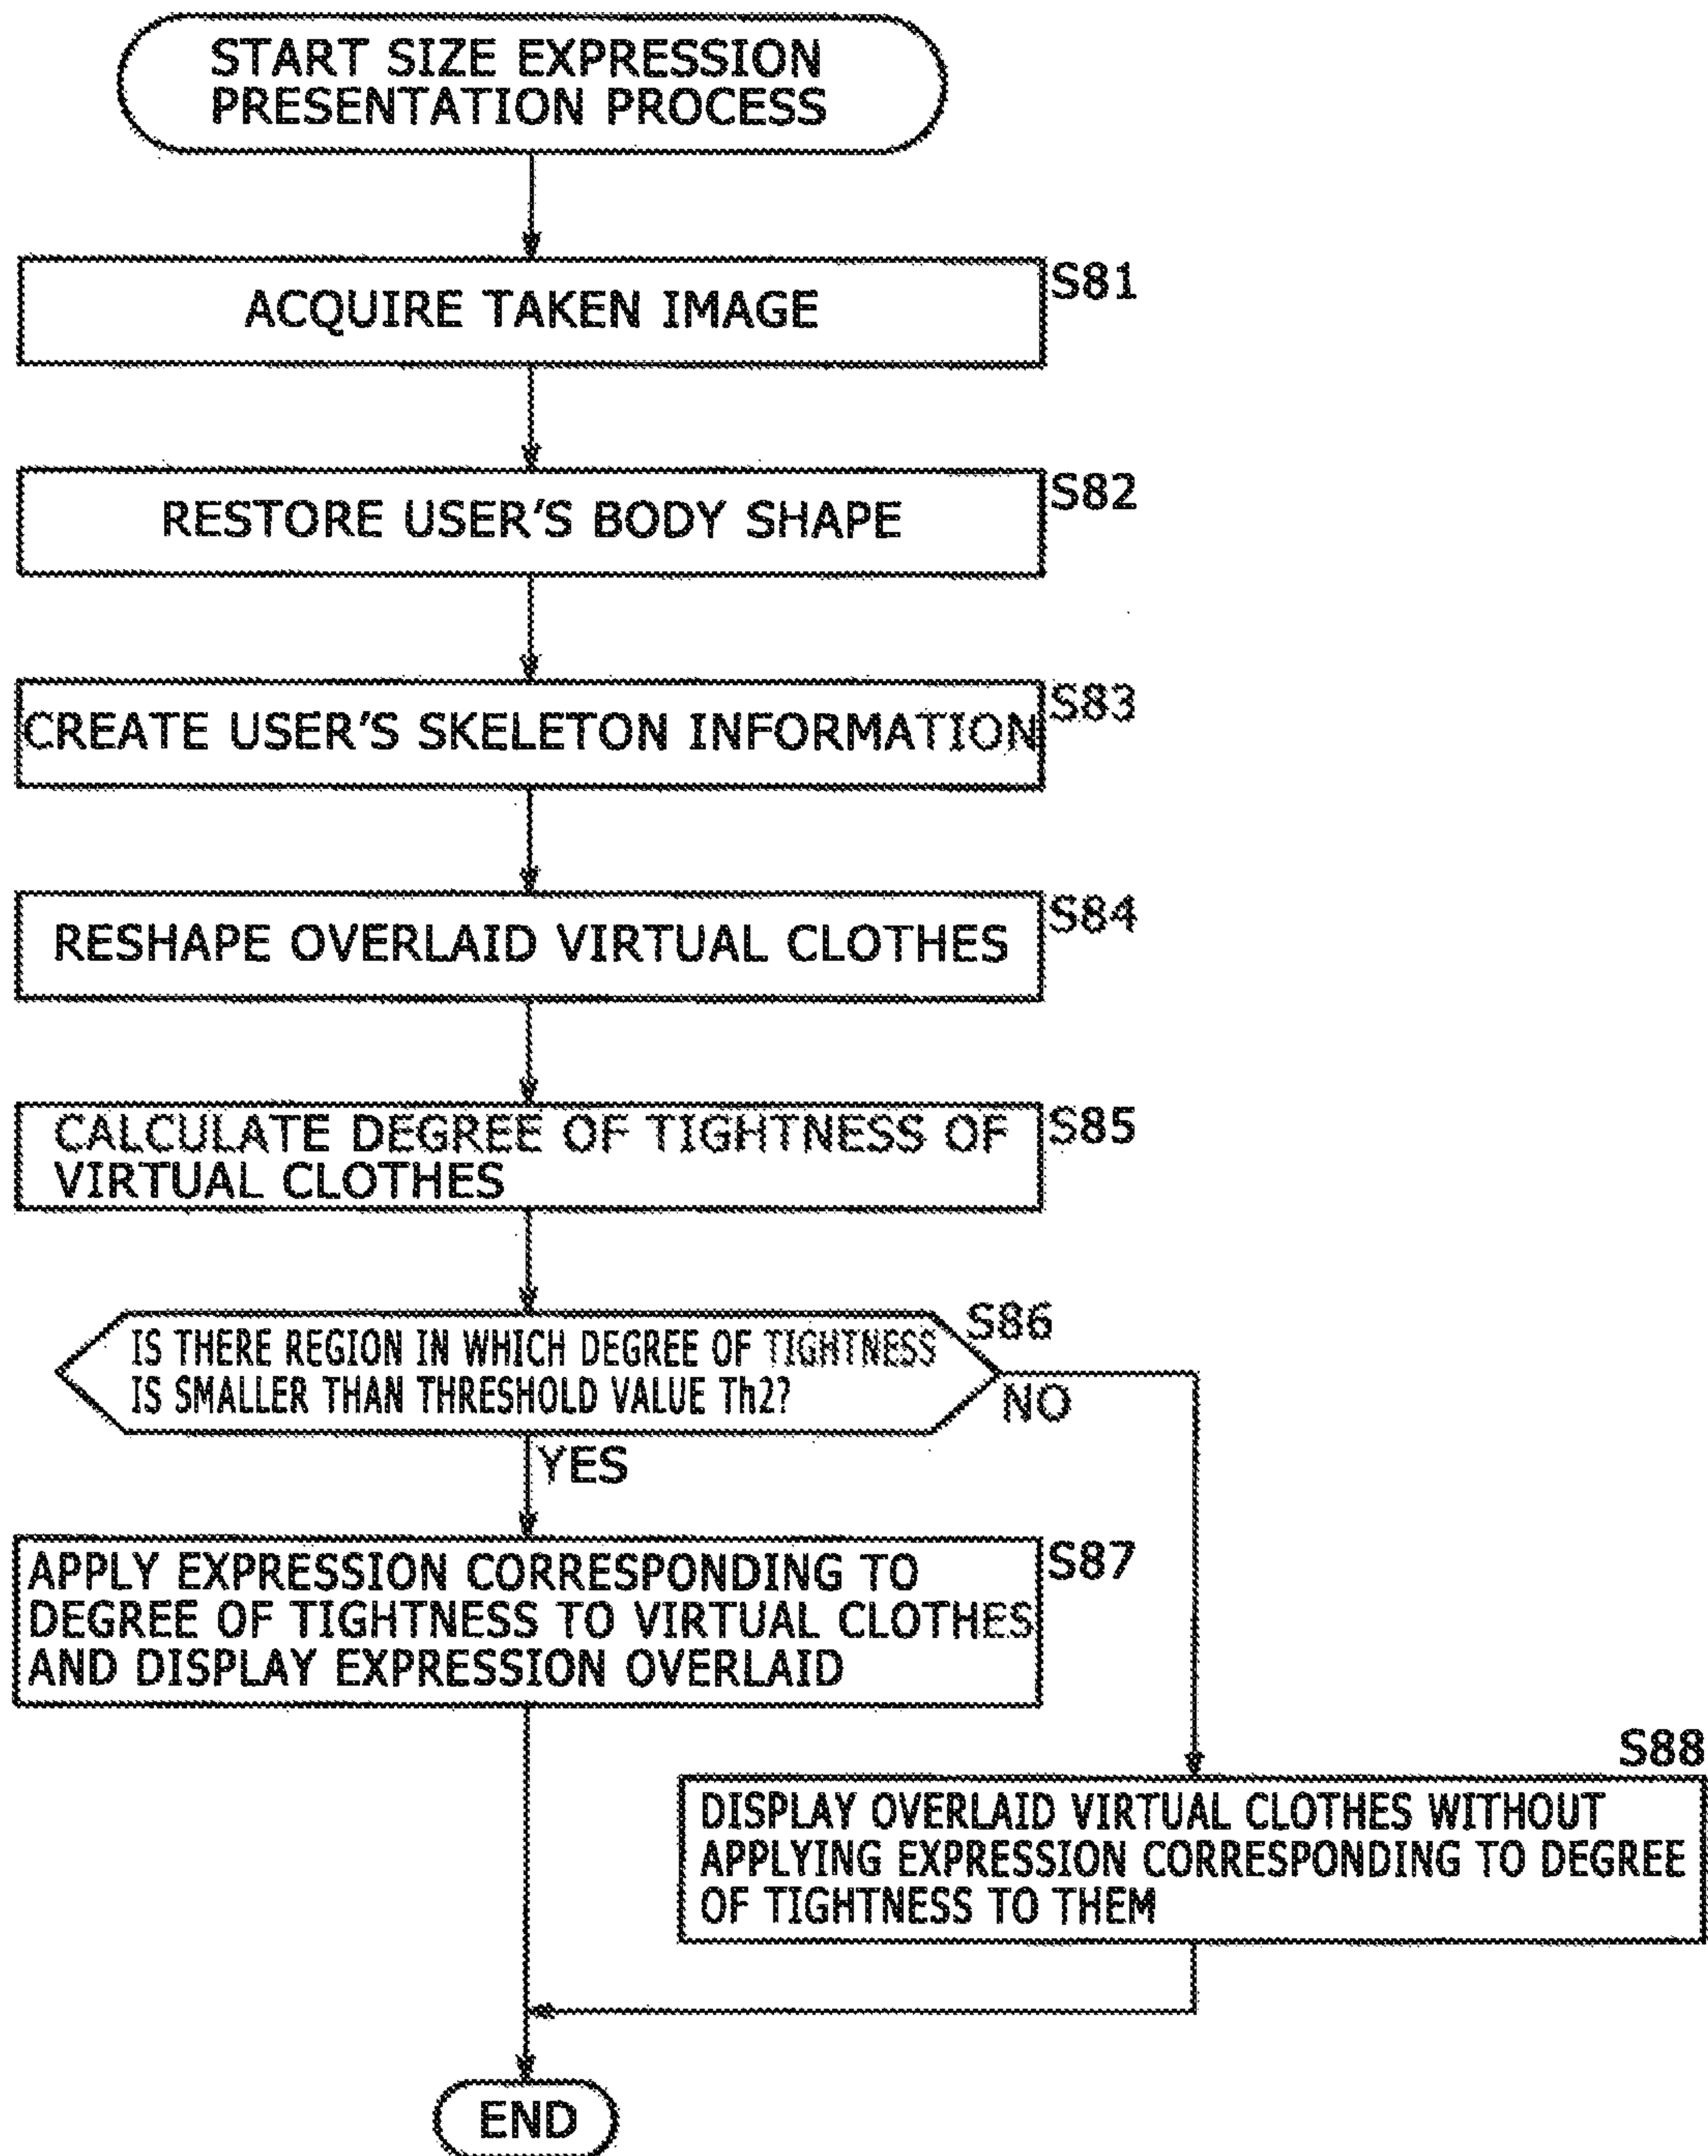 START SIZE EXPRESSION
PRESENTATION PROCESS
S81
ACQUIRE TAKEN IMAGE
S82
RESTORE USER'S BODY SHAPE
S83
CREATE USER'S SKELETON INFORMATION
S84
RESHAPE OVERLAID VIRTUAL CLOTHES
S85
CALCULATE DEGREE OF TIGHTNESS OF
VIRTUAL CLOTHES
S86
IS THERE REGION IN WHICH DEGREE OF TIGHTNESS
IS SMALLER THAN THRESHOLD VALUE Th2?
NO
YES
S87
APPLY EXPRESSION CORRESPONDING TO
DEGREE OF TIGHTNESS TO VIRTUAL CLOTHES
AND DISPLAY EXPRESSION OVERLAID
S88
DISPLAY OVERLAID VIRTUAL CLOTHES WITHOUT
APPLYING EXPRESSION CORRESPONDING TO DEGREE
OF TIGHTNESS TO THEM
END